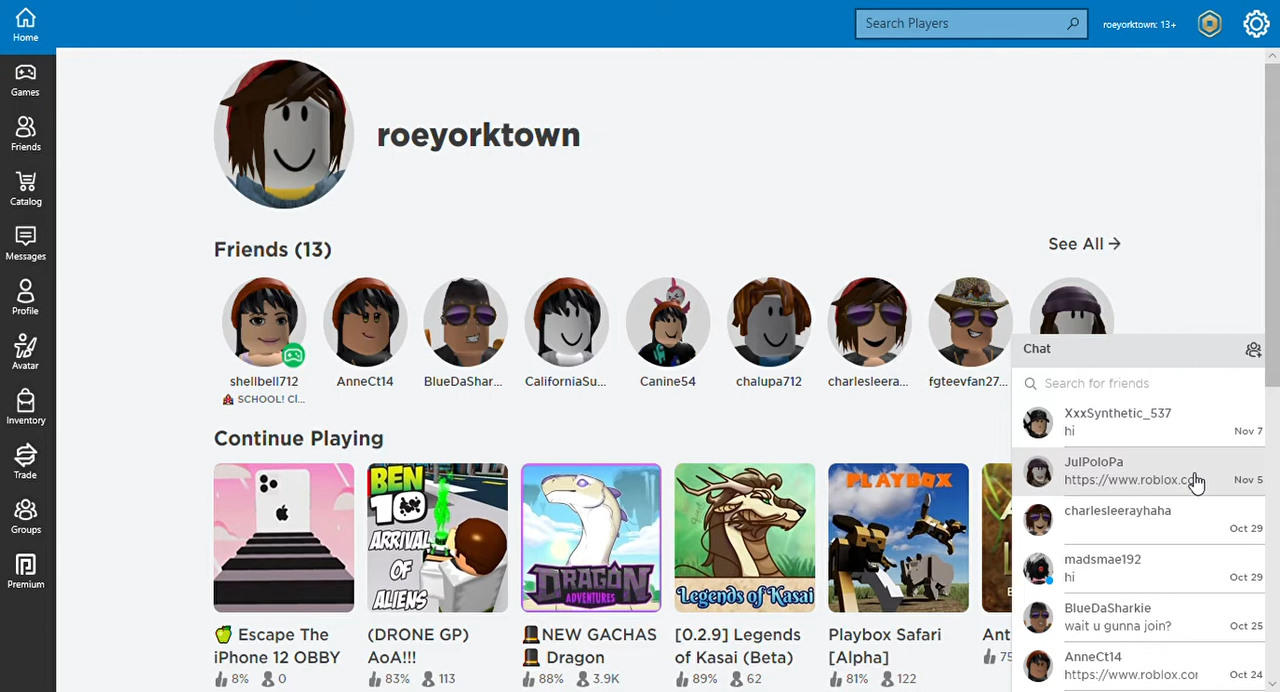 Home
Search Players
roeyorktown: 13+
Games
Friends
Catalog
Messages
Profile
Avatar
Inventory
Trade
Groups
Premium
roeyorktown
Friends (13)
See All
shellbell712
SCHOOL! Cl...
AnneCt14
BlueDaShar...
CaliforniaSu...
Canine54
chalupa712
charlesleera...
fgteevfan27...
Continue Playing
BEN
10
ARRIVAL
OF
ALIENS
DRAGON
ADVENTURES
Legends of Kasai
PLAYBOX
Escape The
iPhone 12 OBBY
8% 0
(DRONE GP)
AoA!!!
83% 113
NEW GACHAS
Dragon
88% 3.9K
[0.2.9] Legends
of Kasai (Beta)
89% 62
Playbox Safari
[Alpha]
81% 122
Ant
75
Chat
Search for friends
XxxSynthetic_537
hi
Nov 7
JulPoloPa
https://www.roblox.co
Nov 5
charlesleerayhaha
Oct 29
madsmae192
hi
Oct 29
BlueDaSharkie
wait u gunna join?
Oct 25
AnneCt14
https://www.roblox.cor
Oct 24